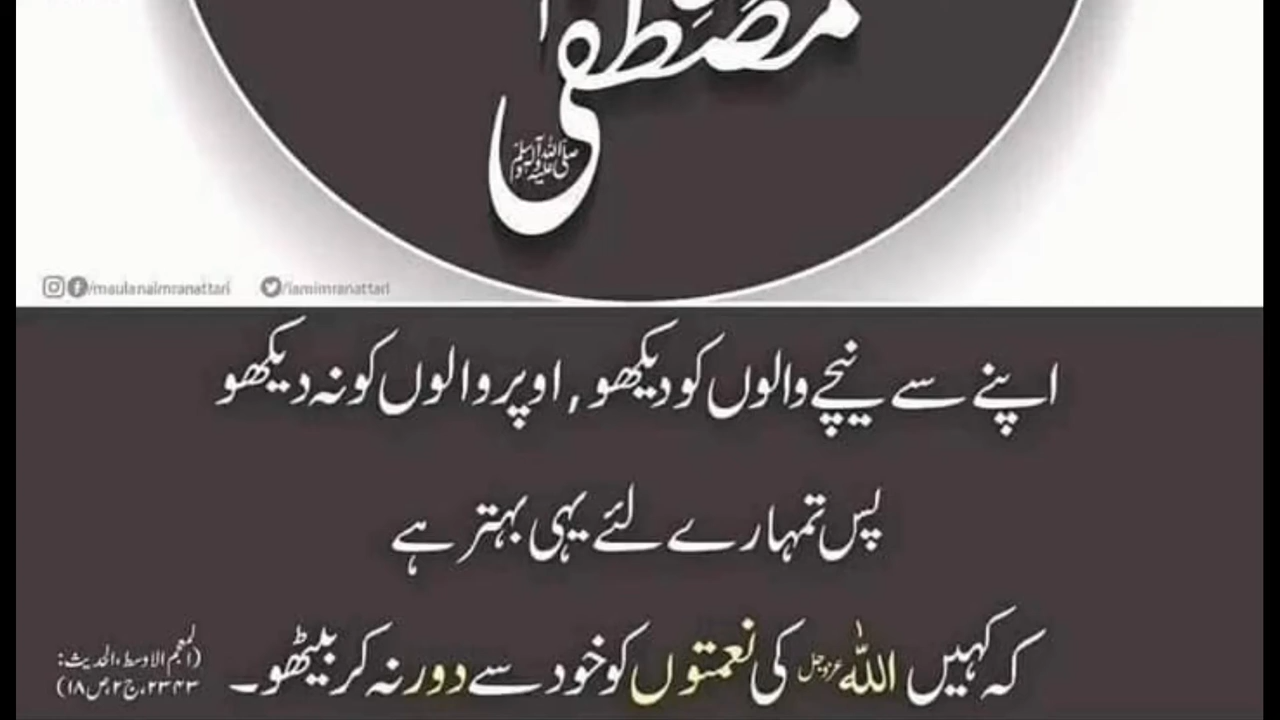 مصطفی
صلی اللہ علیہ وآلہ وسلم
/maulanaimranattari /iamimranattari
اپنے سے نیچے والوں کو دیکھو, اوپر والوں کو نہ دیکھو
پس تمہارے لئے یہی بہتر ہے
کہ کہیں اللہ عزوجل کی نعمتوں کو خود سے دور نہ کر بیٹھو۔
(المعجم الاوسط، الحدیث:
۲۳۴۳، ج۲، ص۱۸)